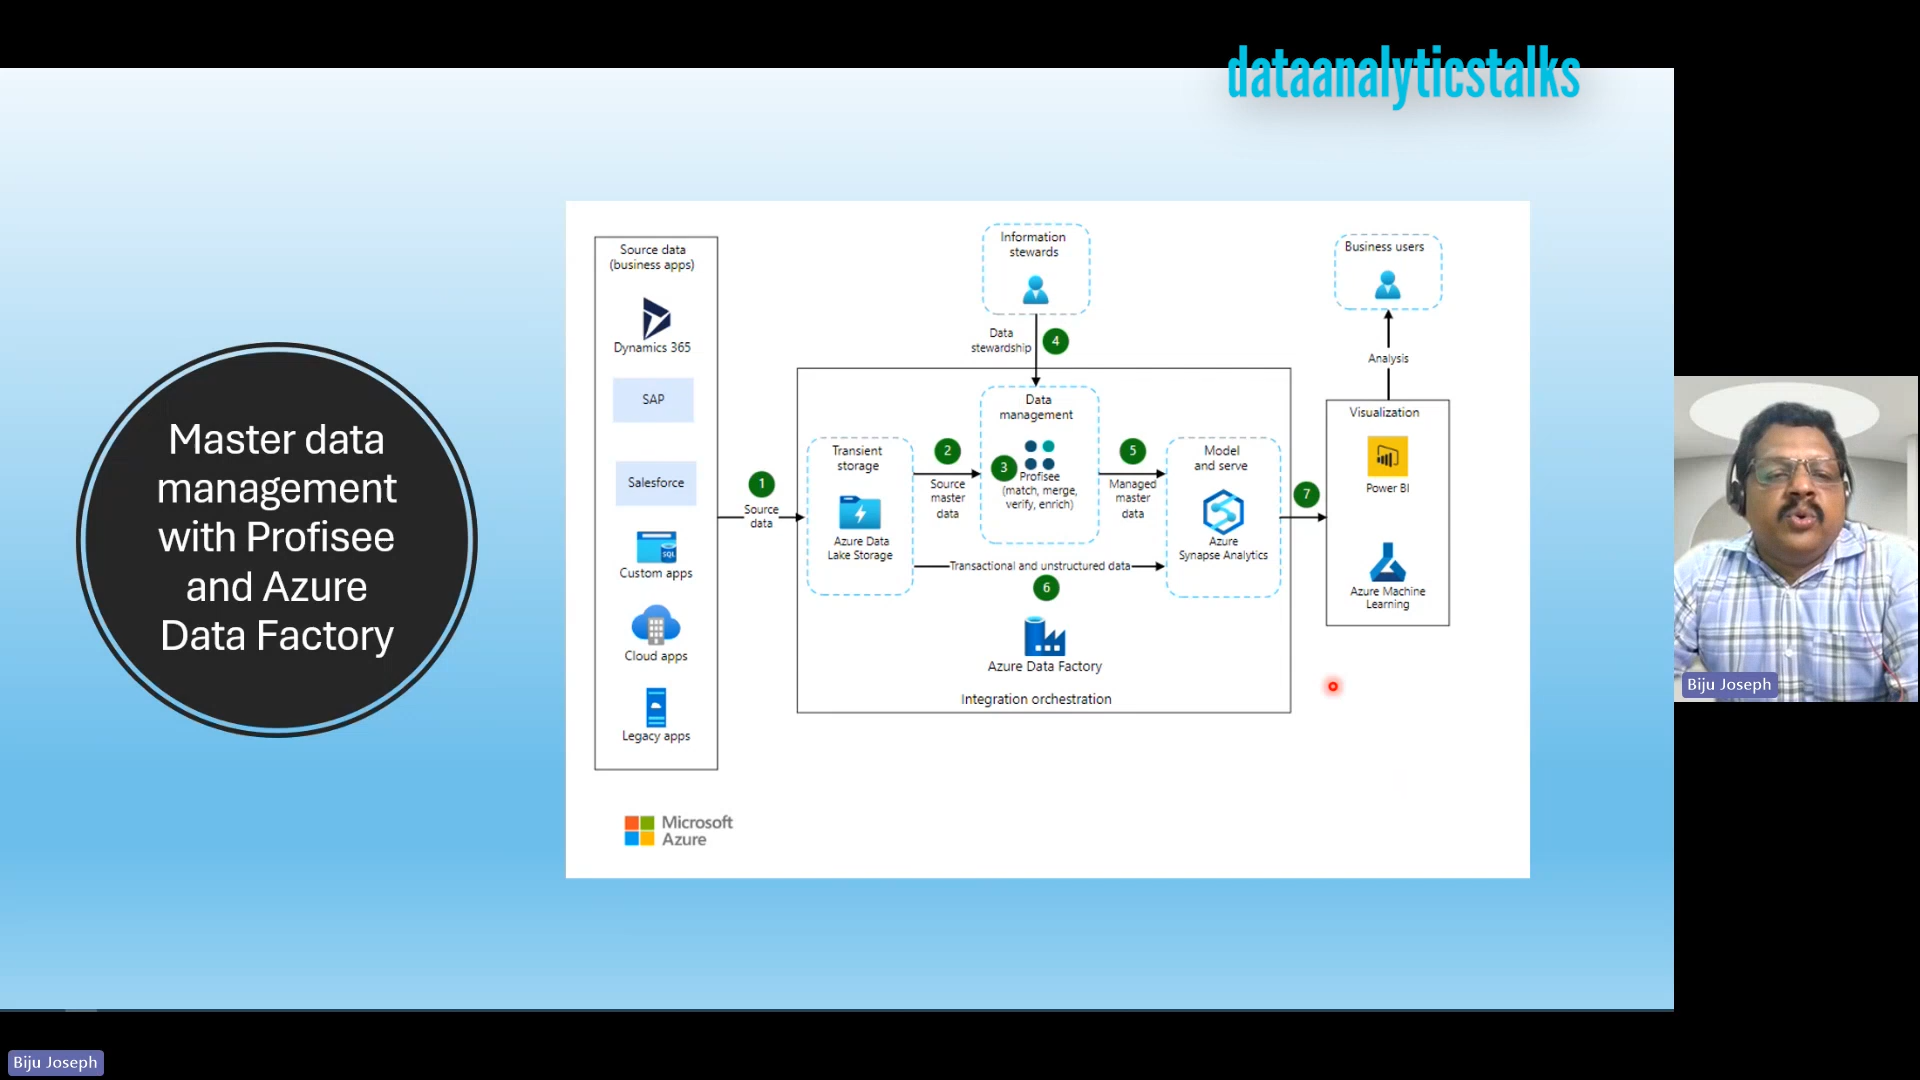 dataanalyticstalks
Master data
management
with Profisee
and Azure
Data Factory
Source data
(business apps)
Dynamics 365
SAP
Salesforce
SQL
Custom apps
Cloud apps
Legacy apps
1
Source
data
Transient
storage
Azure Data
Lake Storage
2
Source
master
data
Information
stewards
Data
stewardship
4
Data
management
3
Profisee
(match, merge,
verify, enrich)
5
Managed
master
data
Transactional and unstructured data
6
Azure Data Factory
Integration orchestration
Model
and serve
Azure
Synapse Analytics
7
Business users
Analysis
Visualization
Power BI
Azure Machine
Learning
Microsoft
Azure
Biju Joseph
Biju Joseph